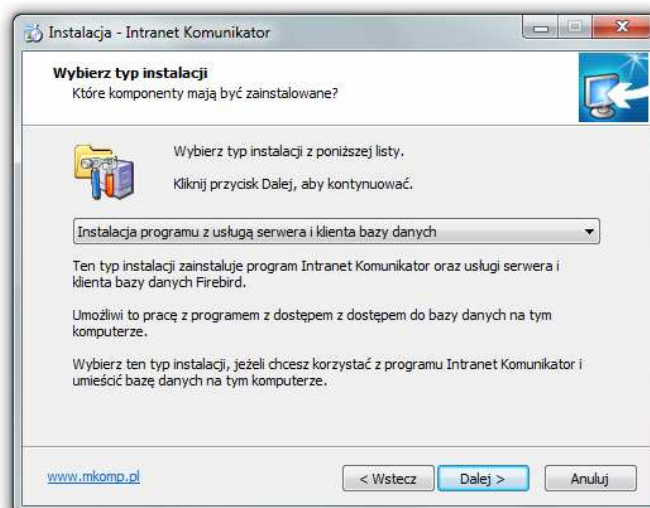 Instalacja - Intranet Komunikator
Wybierz typ instalacji
Które komponenty mają być zainstalowane?
Wybierz typ instalacji z poniższej listy.
Kliknij przycisk Dalej, aby kontynuować.
Instalacja programu z usługą serwera i klienta bazy danych
Ten typ instalacji zainstaluje program Intranet Komunikator oraz usługi serwera i
klienta bazy danych Firebird.
Umożliwi to pracę z programem z dostępem z dostępem do bazy danych na tym
komputerze.
Wybierz ten typ instalacji, jeżeli chcesz korzystać z programu Intranet Komunikator i
umieścić bazę danych na tym komputerze.
www.mkomp.pl
< Wstecz
Dalej >
Anuluj